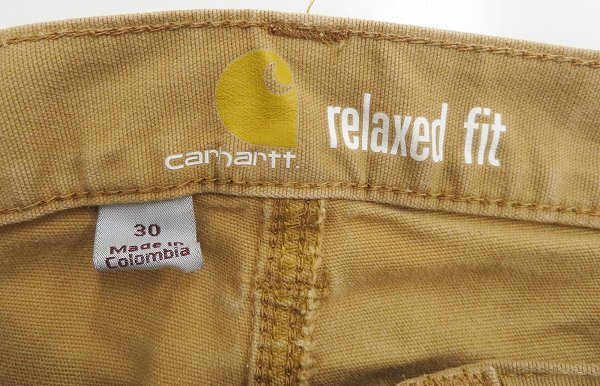 carhartt.
relaxed fit
30
Made in
Colombia